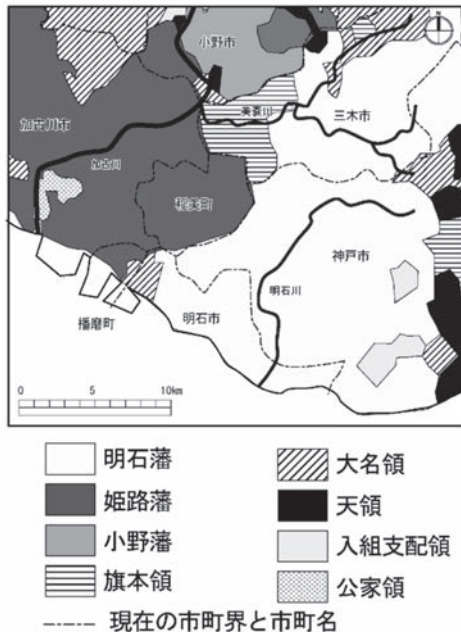 N
小野市
加古川市
美嚢川
三木市
加古川
稲美町
神戸市
明石川
明石市
播磨町
0 5 10km
明石藩
姫路藩
小野藩
旗本領
大名領
天領
入組支配領
公家領
現在の市町界と市町名